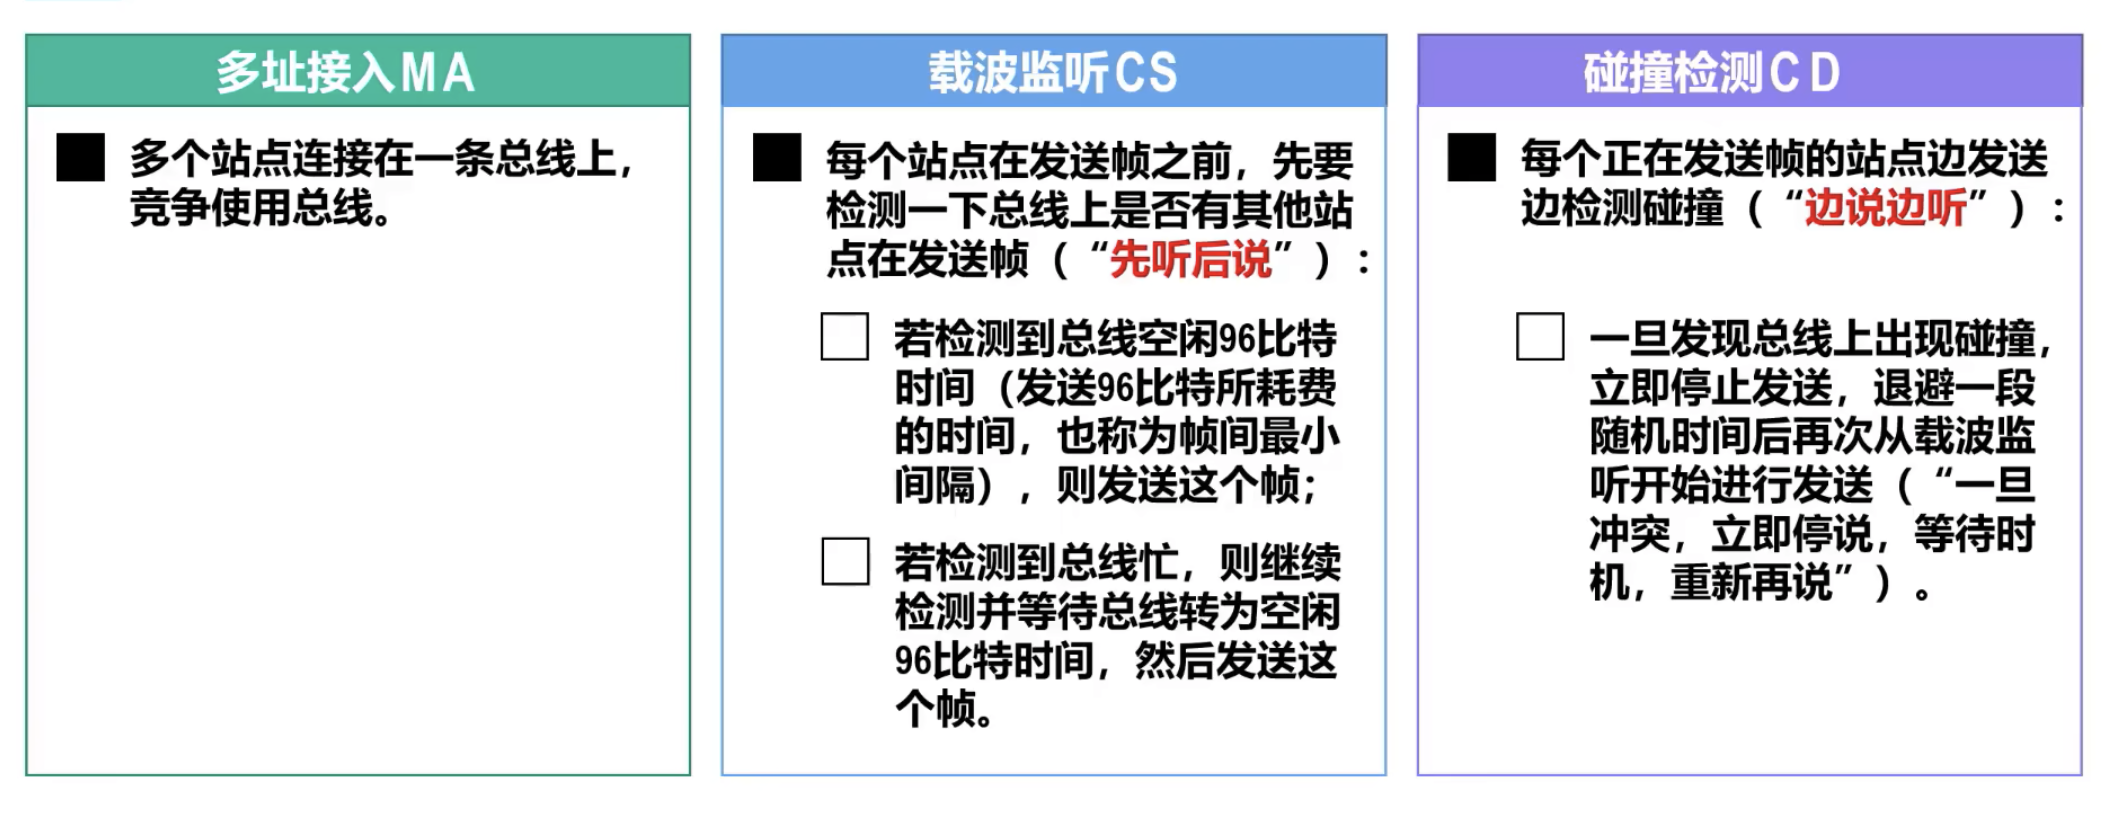 多址接入MA
多个站点连接在一条总线上，
竞争使用总线。
载波监听CS
每个站点在发送帧之前，先要
检测一下总线上是否有其他站
点在发送帧（“先听后说”）：
若检测到总线空闲96比特
时间（发送96比特所耗费
的时间，也称为帧间最小
间隔），则发送这个帧；
若检测到总线忙，则继续
检测并等待总线转为空闲
96比特时间，然后发送这
个帧。
碰撞检测CD
每个正在发送帧的站点边发送
边检测碰撞（“边说边听”）：
一旦发现总线上出现碰撞，
立即停止发送，退避一段
随机时间后再次从载波监
听开始进行发送（“一旦
冲突，立即停说，等待时
机，重新再说”）。